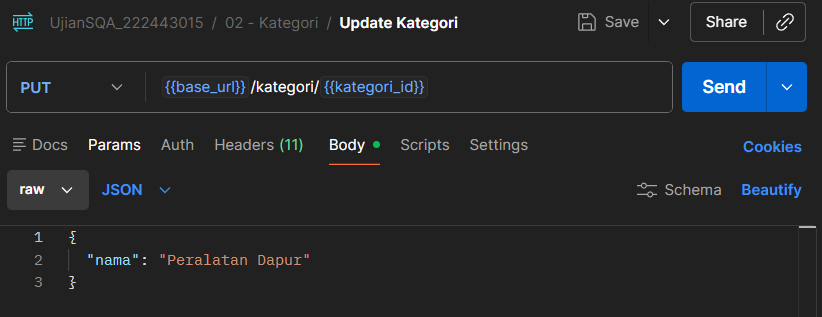 HTTP UjianSQA_222443015 / 02 - Kategori / Update Kategori Save Share
PUT {{base_url}} /kategori/ {{kategori_id}} Send
Docs Params Auth Headers (11) Body Scripts Settings Cookies
raw JSON Schema Beautify
1 {
2 "nama": "Peralatan Dapur"
3 }